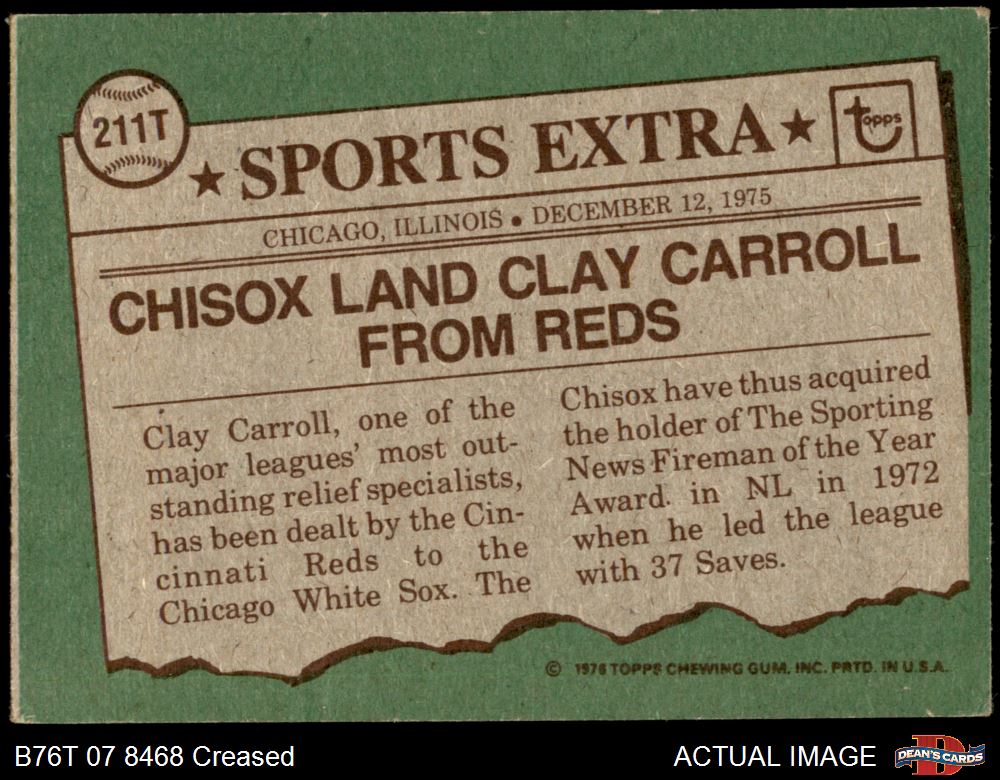 211T
★ SPORTS EXTRA ★
Topps
CHICAGO, ILLINOIS • DECEMBER 12, 1975
CHISOX LAND CLAY CARROLL
FROM REDS
Clay Carroll, one of the
major leagues' most out-
standing relief specialists,
has been dealt by the Cin-
cinnati Reds to the
Chicago White Sox. The
Chisox have thus acquired
the holder of The Sporting
News Fireman of the Year
Award. in NL in 1972
when he led the league
with 37 Saves.
© 1976 TOPPS CHEWING GUM, INC. PRTD. IN U.S.A.
B76T 07 8468 Creased
ACTUAL IMAGE
DEAN'S CARDS